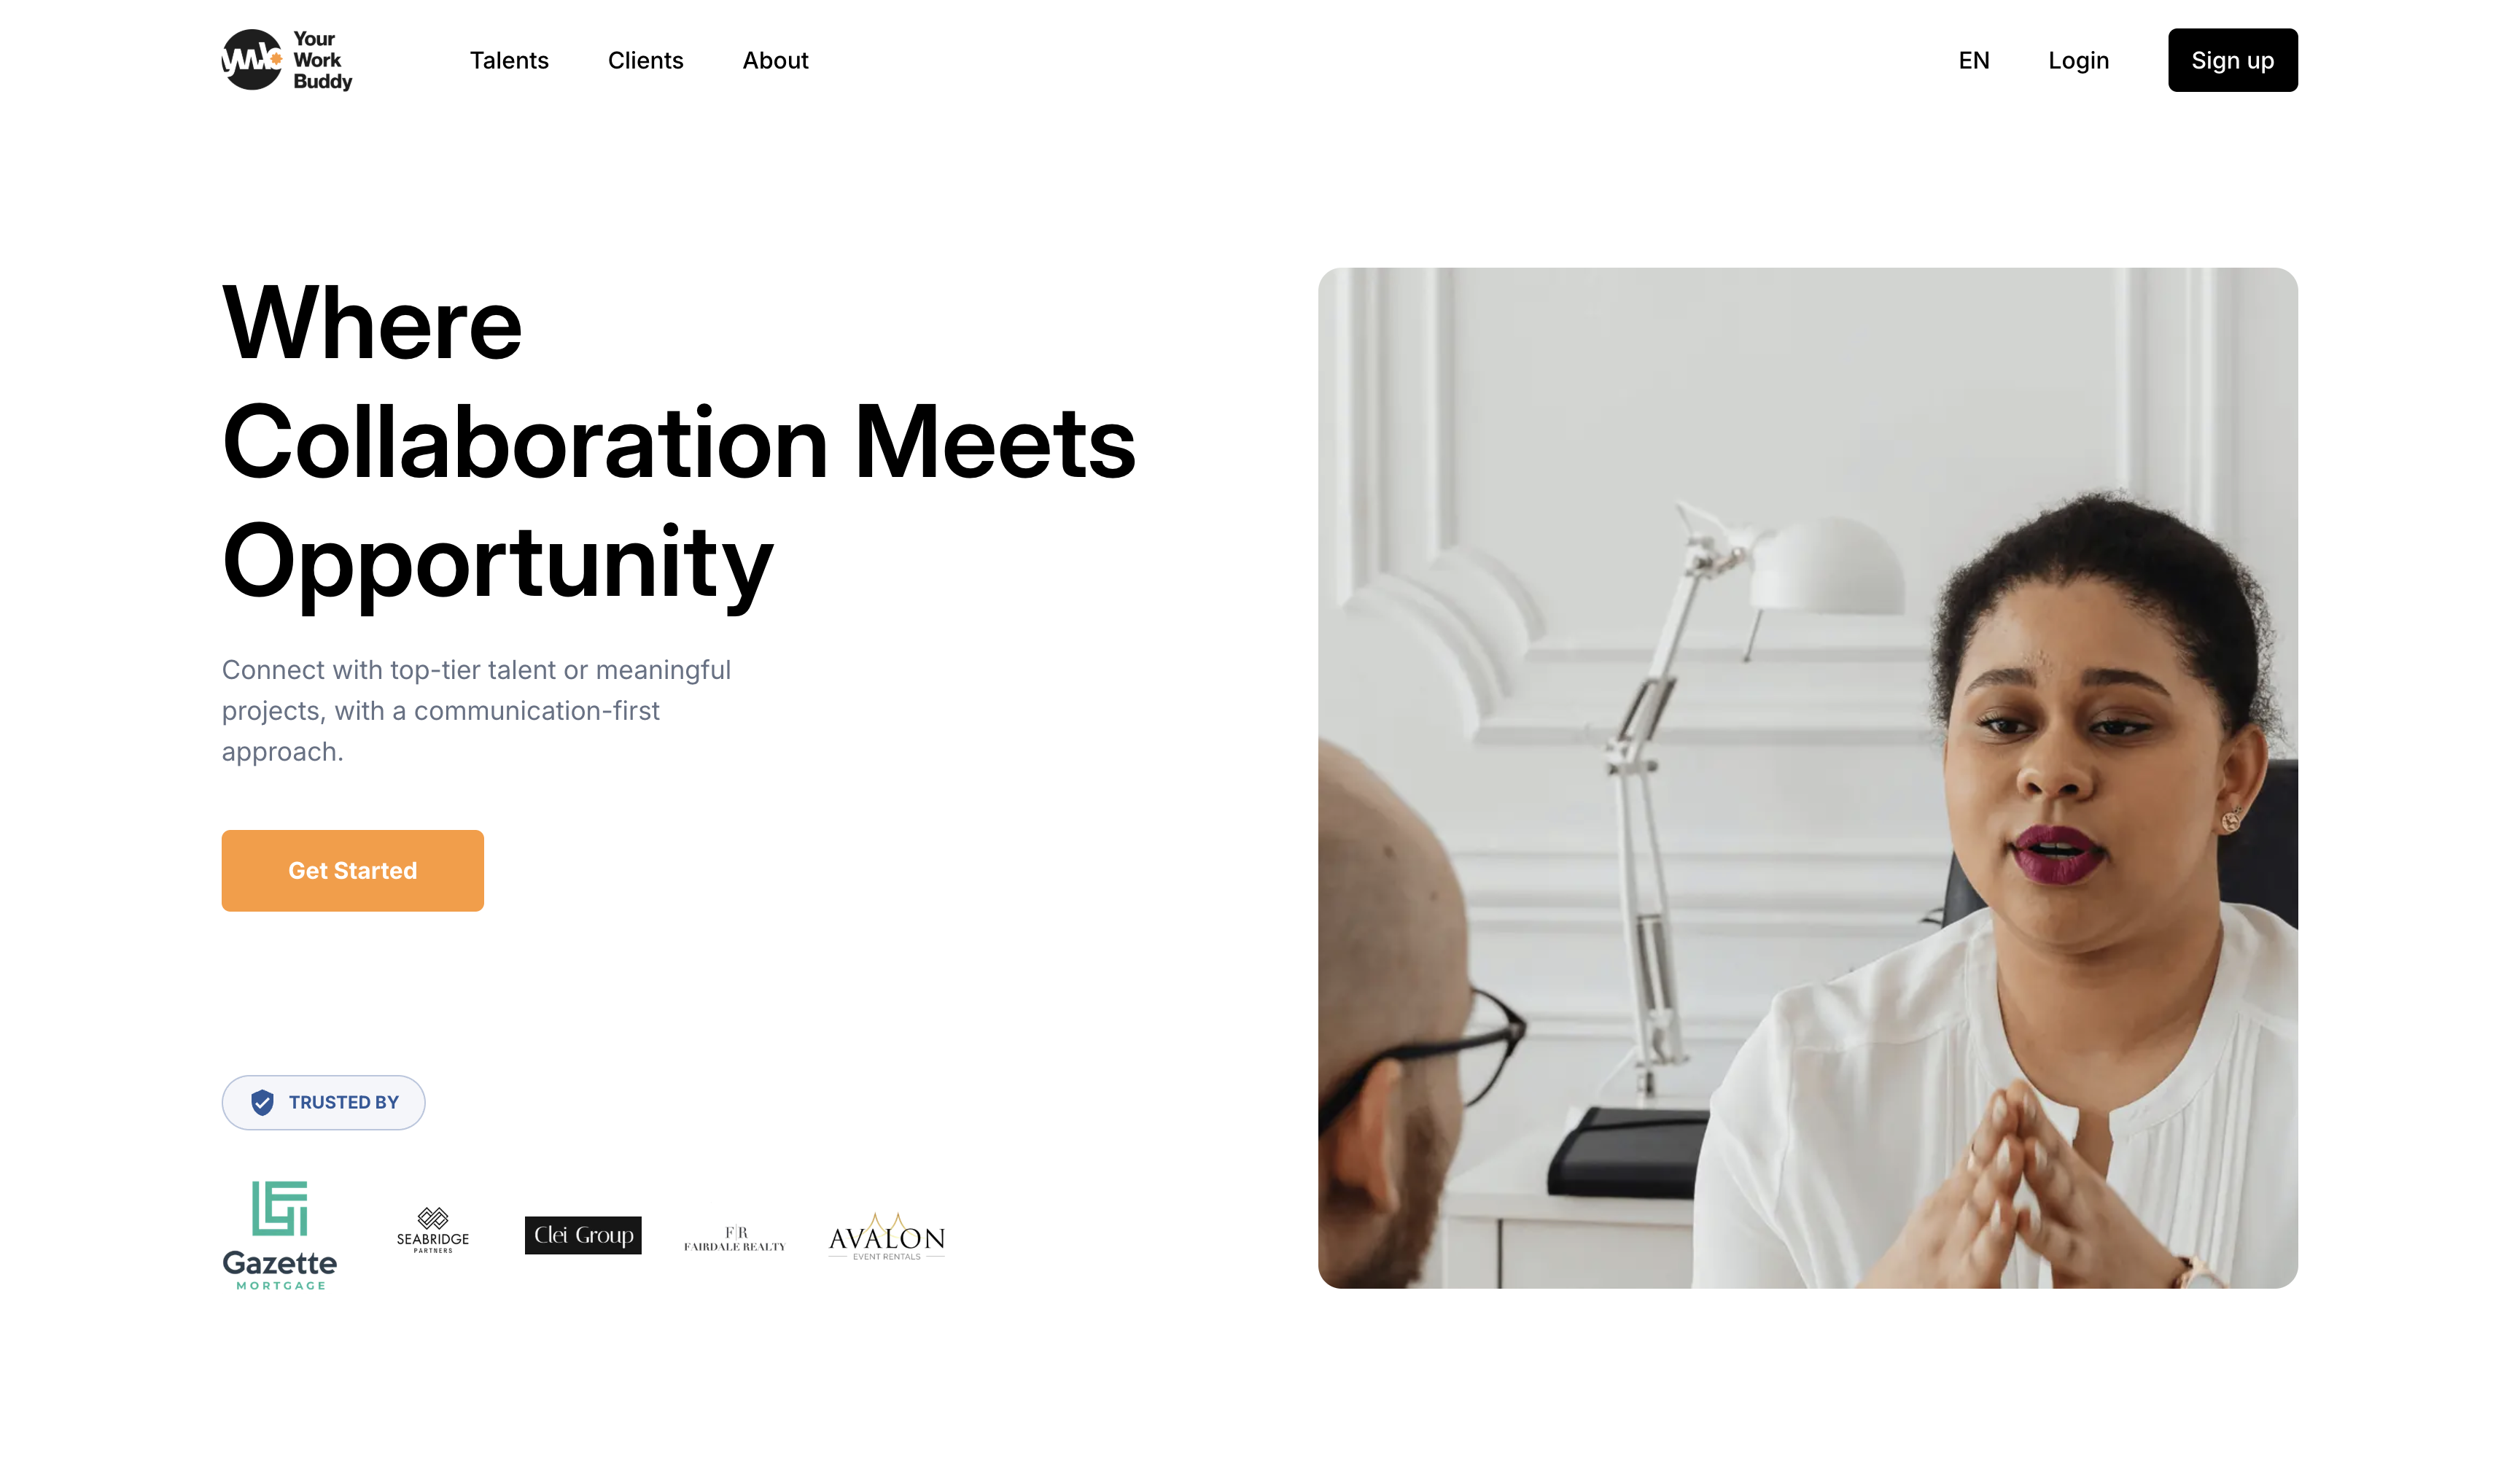 ywb
Your
Work
Buddy
Talents
Clients
About
EN
Login
Sign up
Where
Collaboration Meets
Opportunity
Connect with top-tier talent or meaningful
projects, with a communication-first
approach.
Get Started
TRUSTED BY
Gazette
MORTGAGE
SEABRIDGE
PARTNERS
Clei Group
F|R
FAIRDALE REALTY
AVALON
EVENT RENTALS